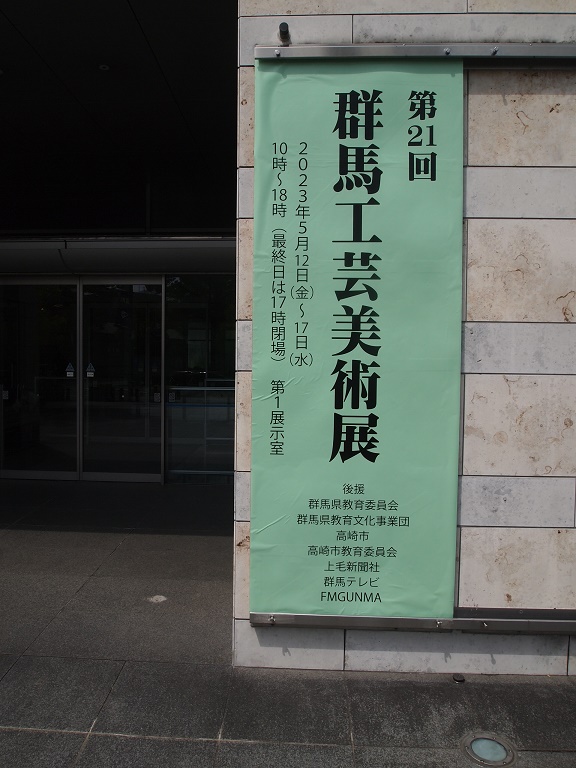 第21回
群馬工芸美術展
2023年5月12日(金)～17日(水)
10時～18時（最終日は17時閉場） 第1展示室
後援
群馬県教育委員会
群馬県教育文化事業団
高崎市
高崎市教育委員会
上毛新聞社
群馬テレビ
FMGUNMA